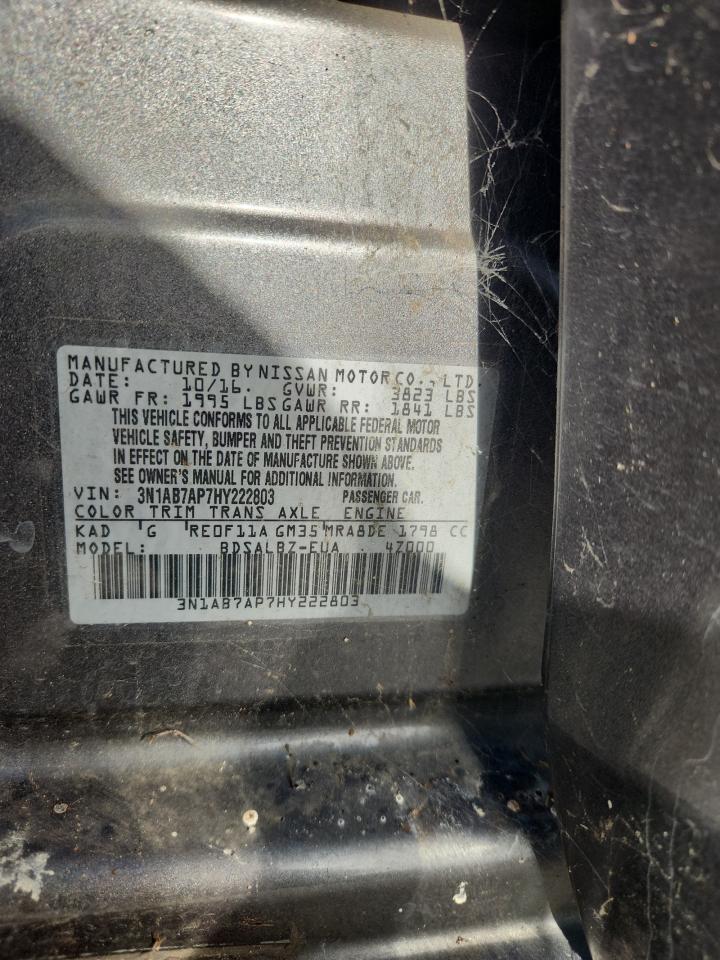 MANUFACTURED BY NISSAN MOTOR CO., LTD.
DATE: 10/16. GVWR: 3823 LBS
GAWR FR: 1995 LBS GAWR RR: 1841 LBS
THIS VEHICLE CONFORMS TO ALL APPLICABLE FEDERAL MOTOR
VEHICLE SAFETY, BUMPER AND THEFT PREVENTION STANDARDS
IN EFFECT ON THE DATE OF MANUFACTURE SHOWN ABOVE.
SEE OWNER'S MANUAL FOR ADDITIONAL INFORMATION.
VIN: 3N1AB7AP7HY222803 PASSENGER CAR.
COLOR TRIM TRANS AXLE ENGINE
KAD G RE0F11A GM35 MRA8DE 1798 CC
MODEL: BDSALBZ-EUA 4Z000
3N1AB7AP7HY222803